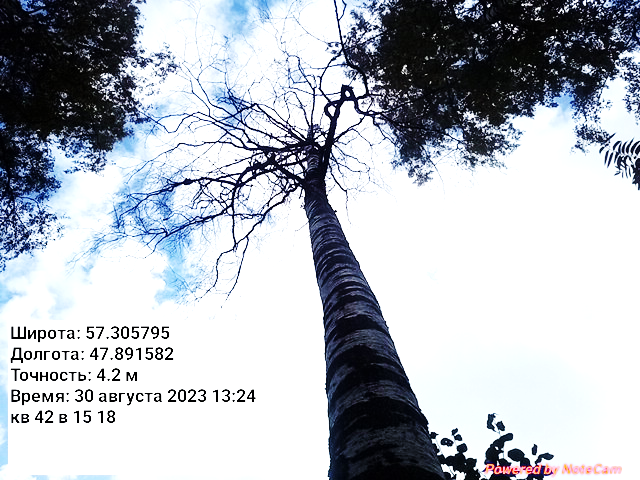 Широта: 57.305795
Долгота: 47.891582
Точность: 4.2 м
Время: 30 августа 2023 13:24
кв 42 в 15 18
Powered by NoteCam